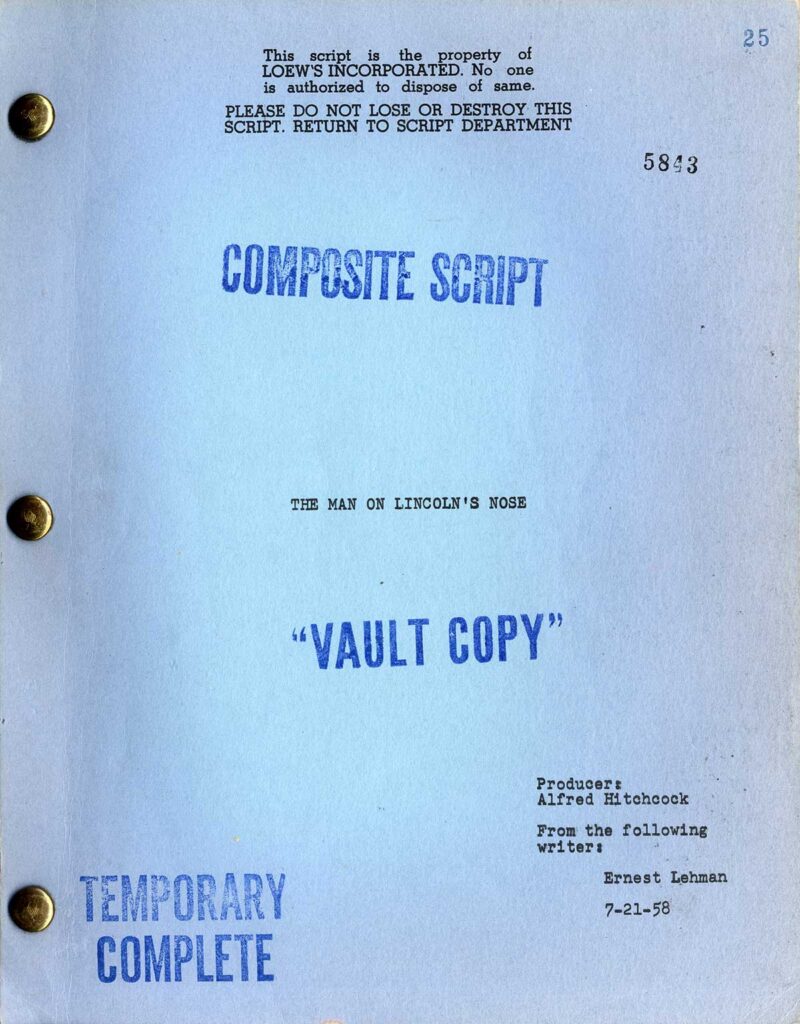 25
This script is the property of
LOEW'S INCORPORATED. No one
is authorized to dispose of same.
PLEASE DO NOT LOSE OR DESTROY THIS
SCRIPT. RETURN TO SCRIPT DEPARTMENT
5843
COMPOSITE SCRIPT
THE MAN ON LINCOLN'S NOSE
"VAULT COPY"
Producer:
Alfred Hitchcock
From the following
writer:
Ernest Lehman
7-21-58
TEMPORARY
COMPLETE